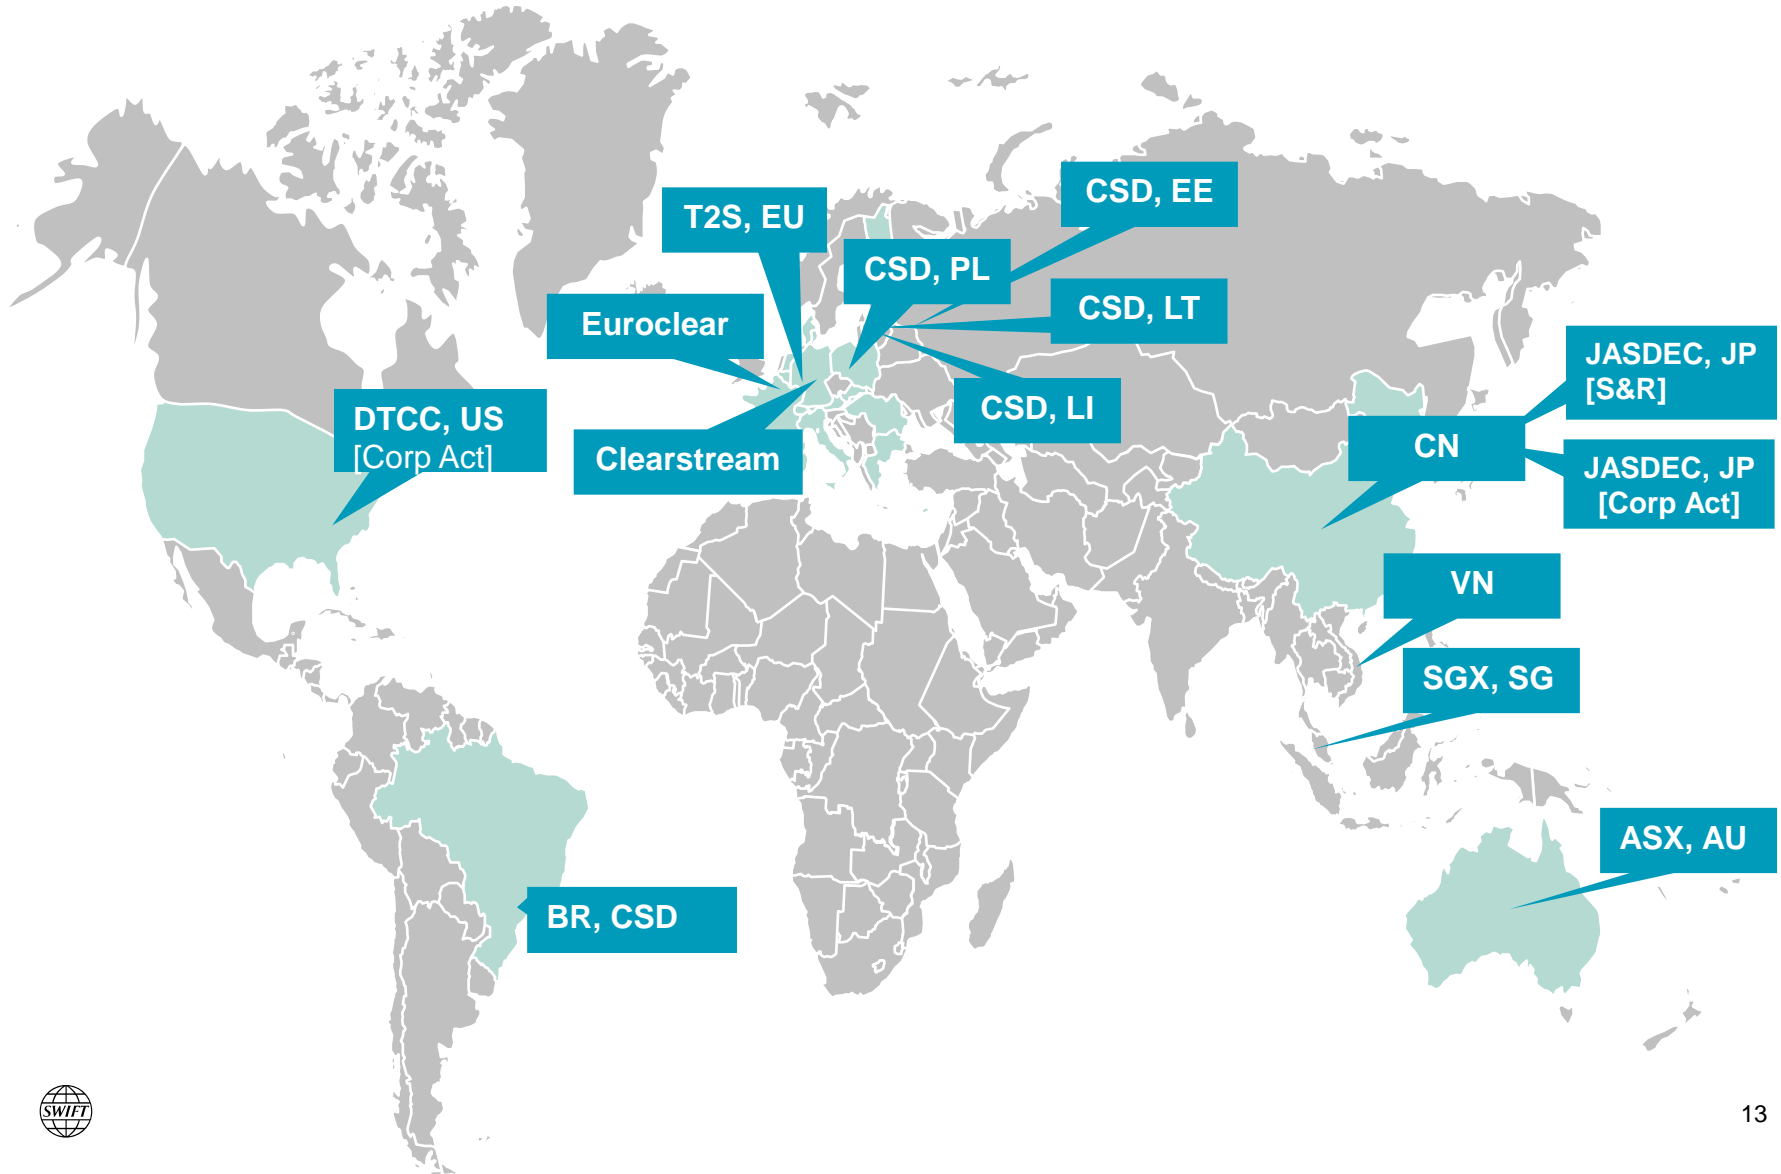 CSD, EE
T2S, EU
CSD, PL
CSD, LT
Euroclear
JASDEC, JP
[S&R]
DTCC, US
[Corp Act]
CSD, LI
CN
Clearstream
JASDEC, JP
[Corp Act]
VN
SGX, SG
ASX, AU
BR, CSD
SWIFT
13